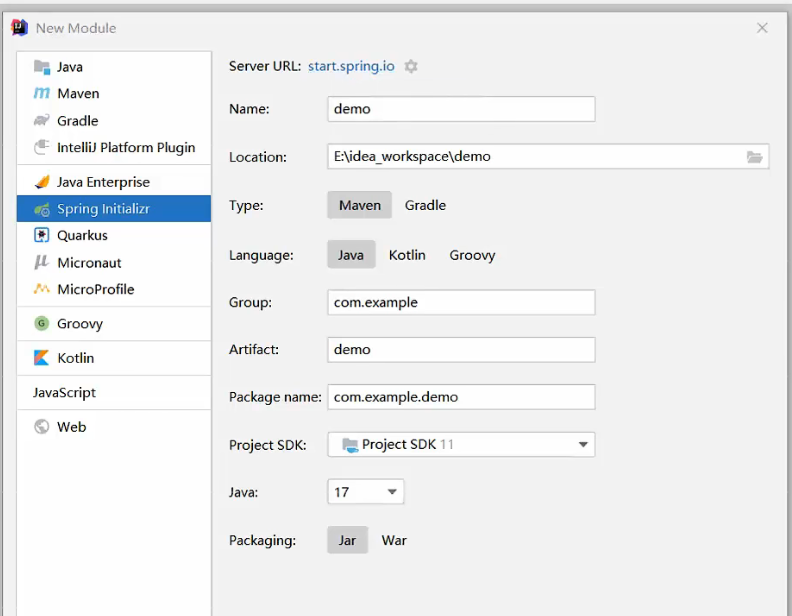 New Module
Java
Maven
Gradle
IntelliJ Platform Plugin
Java Enterprise
Spring Initializr
Quarkus
Micronaut
MicroProfile
Groovy
Kotlin
JavaScript
Web
Server URL: start.spring.io
Name: demo
Location: E:\idea_workspace\demo
Type: Maven Gradle
Language: Java Kotlin Groovy
Group: com.example
Artifact: demo
Package name: com.example.demo
Project SDK: Project SDK 11
Java: 17
Packaging: Jar War